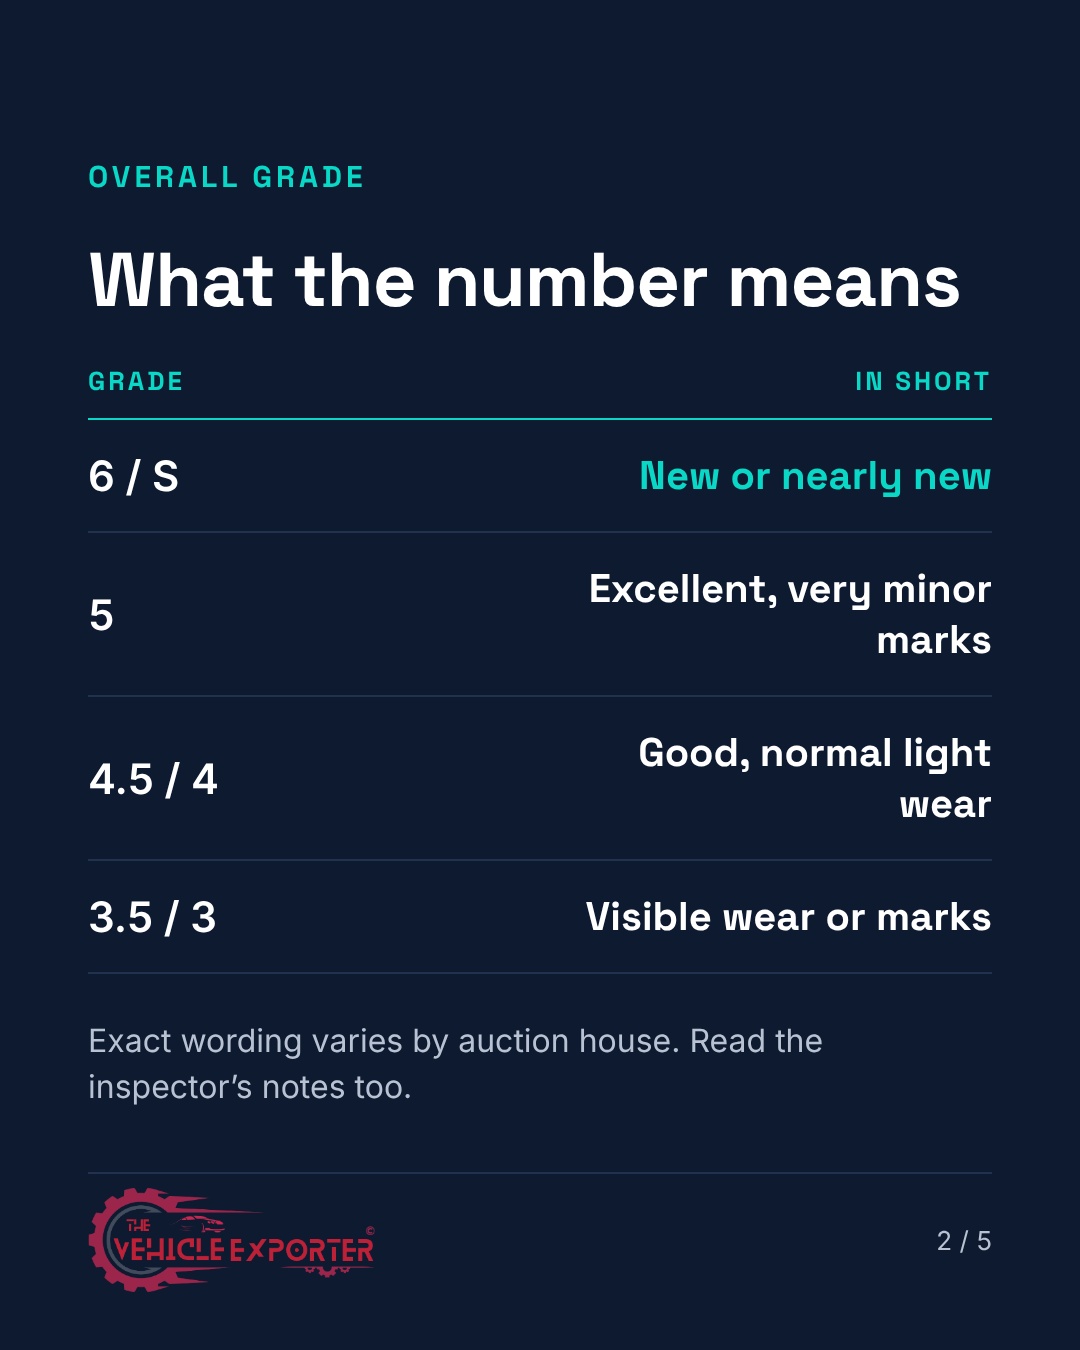 OVERALL GRADE
What the number means
GRADE IN SHORT
6 / S New or nearly new
5 Excellent, very minor
marks
4.5 / 4 Good, normal light
wear
3.5 / 3 Visible wear or marks
Exact wording varies by auction house. Read the
inspector’s notes too.
THE
VEHICLE EXPORTER ©
2 / 5